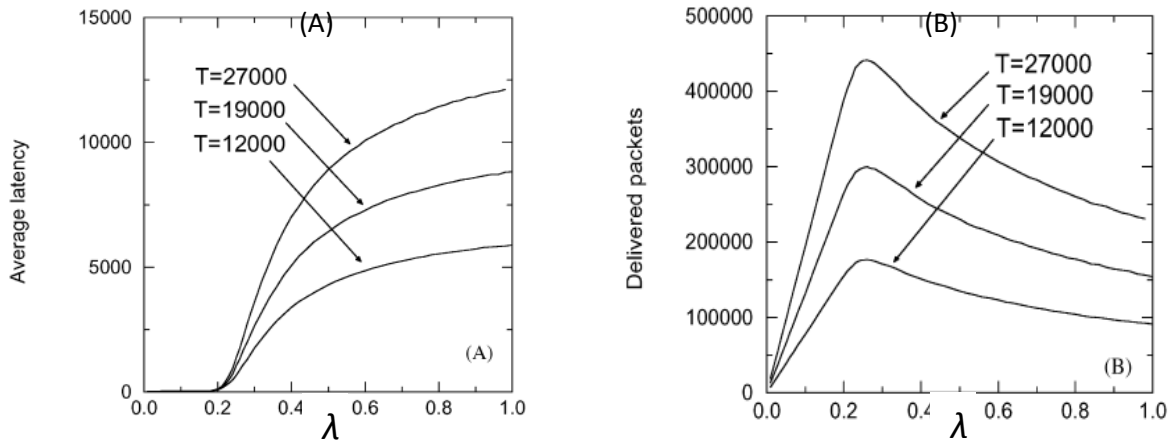 (A)
15000
10000
5000
0
Average latency
T=27000
T=19000
T=12000
(A)
0.0 0.2 0.4 0.6 0.8 1.0
λ
(B)
500000
400000
300000
200000
100000
0
Delivered packets
T=27000
T=19000
T=12000
(B)
0.0 0.2 0.4 0.6 0.8 1.0
λ